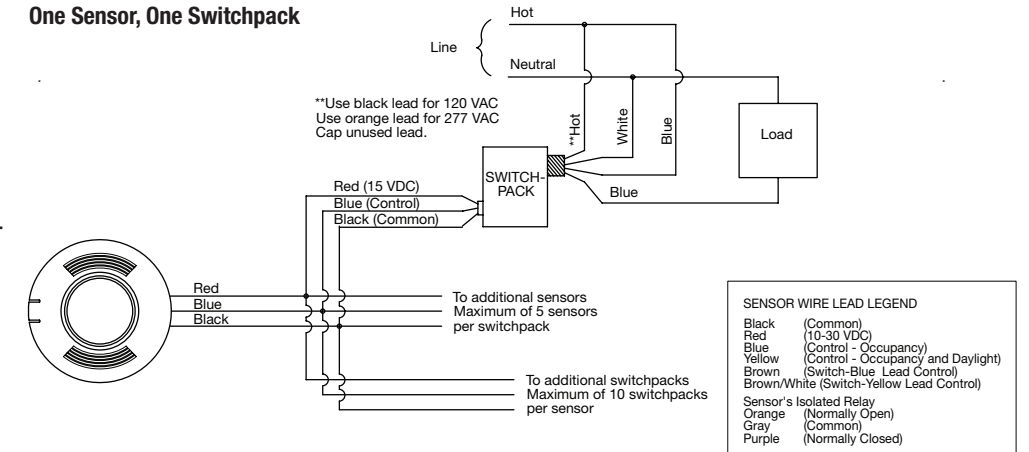 One Sensor, One Switchpack
Hot
Line
Neutral
**Use black lead for 120 VAC
Use orange lead for 277 VAC
Cap unused lead.
**Hot
White
Blue
Load
SWITCH-
PACK
Blue
Red (15 VDC)
Blue (Control)
Black (Common)
Red
Blue
Black
To additional sensors
Maximum of 5 sensors
per switchpack
To additional switchpacks
Maximum of 10 switchpacks
per sensor
SENSOR WIRE LEAD LEGEND
Black (Common)
Red (10-30 VDC)
Blue (Control - Occupancy)
Yellow (Control - Occupancy and Daylight)
Brown (Switch-Blue Lead Control)
Brown/White (Switch-Yellow Lead Control)
Sensor's Isolated Relay
Orange (Normally Open)
Gray (Common)
Purple (Normally Closed)